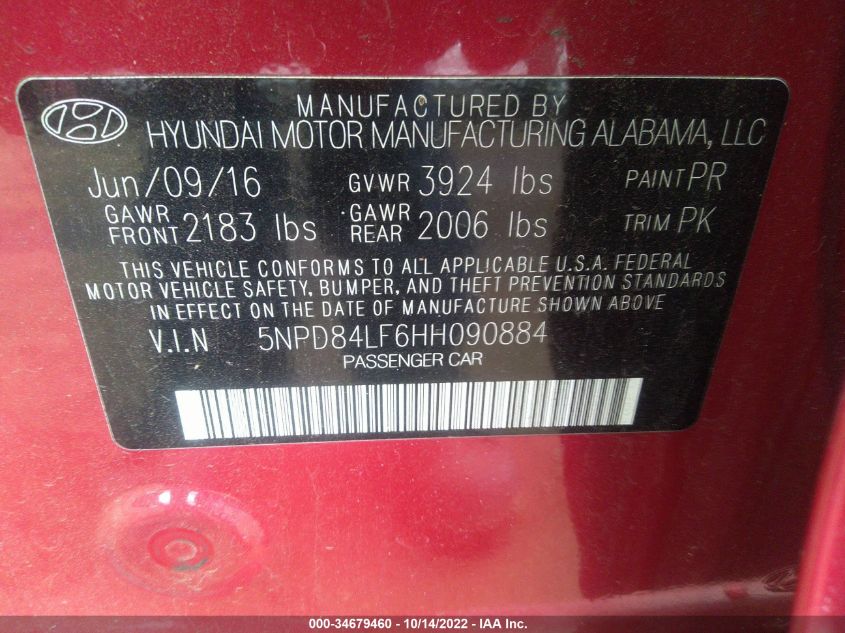 MANUFACTURED BY
HYUNDAI MOTOR MANUFACTURING ALABAMA, LLC
Jun/09/16 GVWR 3924 lbs PAINT PR
GAWR FRONT 2183 lbs GAWR REAR 2006 lbs TRIM PK
THIS VEHICLE CONFORMS TO ALL APPLICABLE U.S.A. FEDERAL
MOTOR VEHICLE SAFETY, BUMPER, AND THEFT PREVENTION STANDARDS
IN EFFECT ON THE DATE OF MANUFACTURE SHOWN ABOVE
V.I.N 5NPD84LF6HH090884
PASSENGER CAR
000-34679460 - 10/14/2022 - IAA Inc.